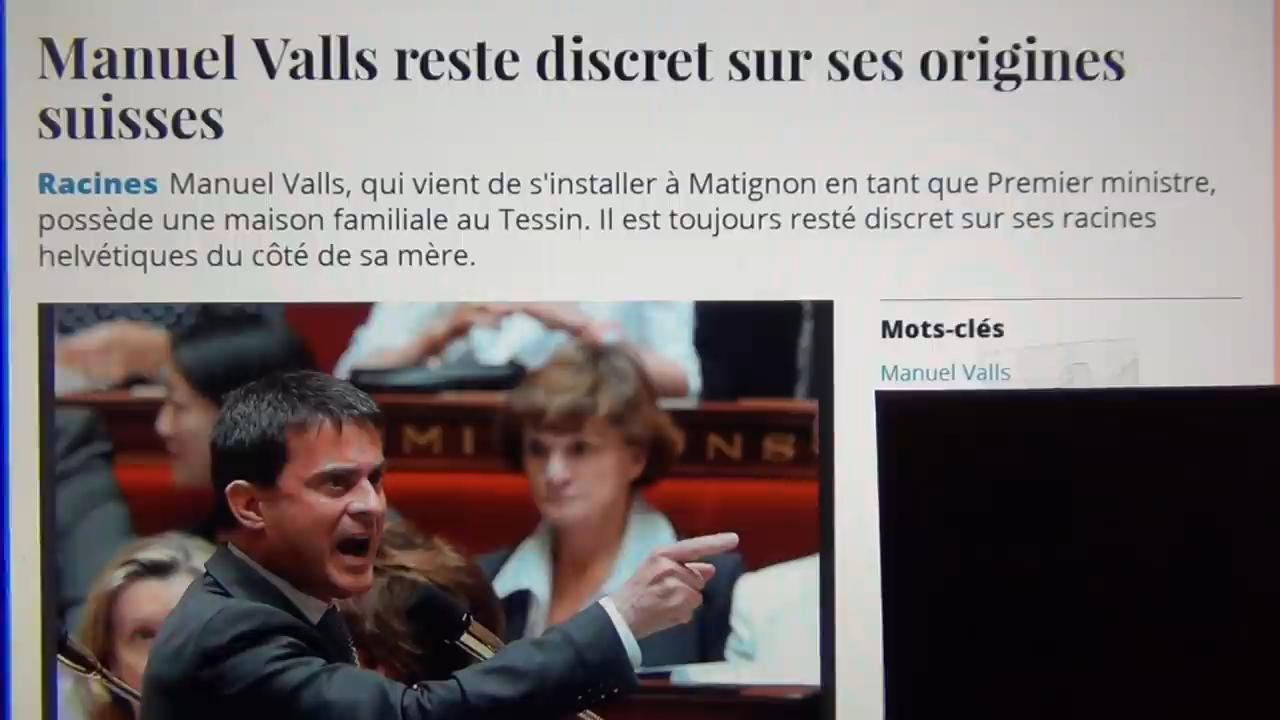 Manuel Valls reste discret sur ses origines
suisses
Racines Manuel Valls, qui vient de s'installer à Matignon en tant que Premier ministre,
possède une maison familiale au Tessin. Il est toujours resté discret sur ses racines
helvétiques du côté de sa mère.
Mots-clés
Manuel Valls
MI
ONS